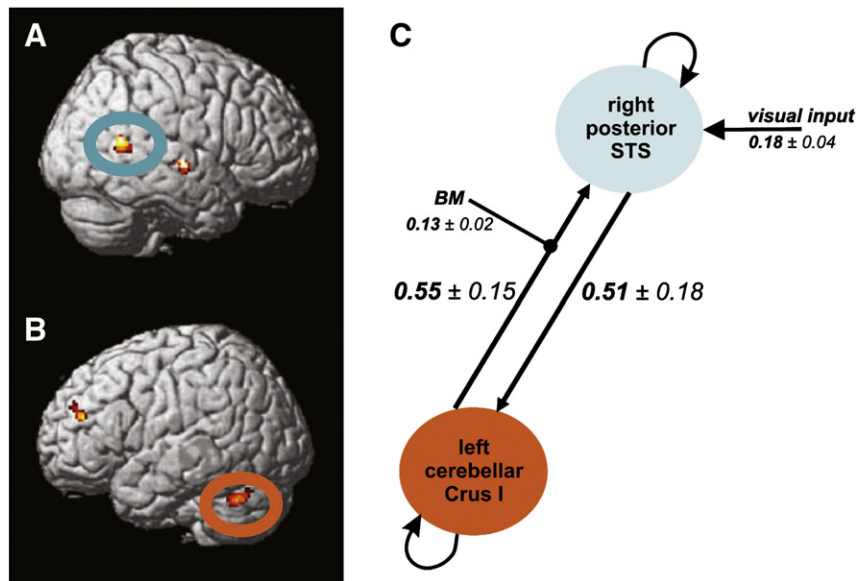 A
B
C
right
posterior
STS
visual input
0.18 ± 0.04
BM
0.13 ± 0.02
0.55 ± 0.15
0.51 ± 0.18
left
cerebellar
Crus I